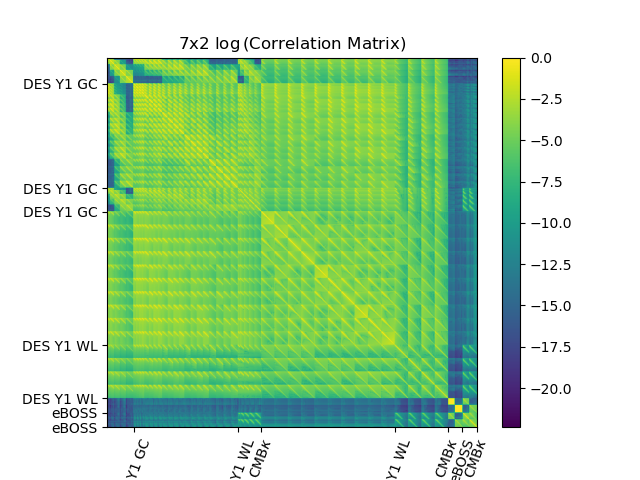 7x2 log(Correlation Matrix)
DES Y1 GC
DES Y1 GC
DES Y1 GC
DES Y1 WL
DES Y1 WL
eBOSS
eBOSS
Y1 GC
Y1 WL
CMBκ
Y1 WL
CMBκ
eBOSS
CMBκ
0.0
−2.5
−5.0
−7.5
−10.0
−12.5
−15.0
−17.5
−20.0